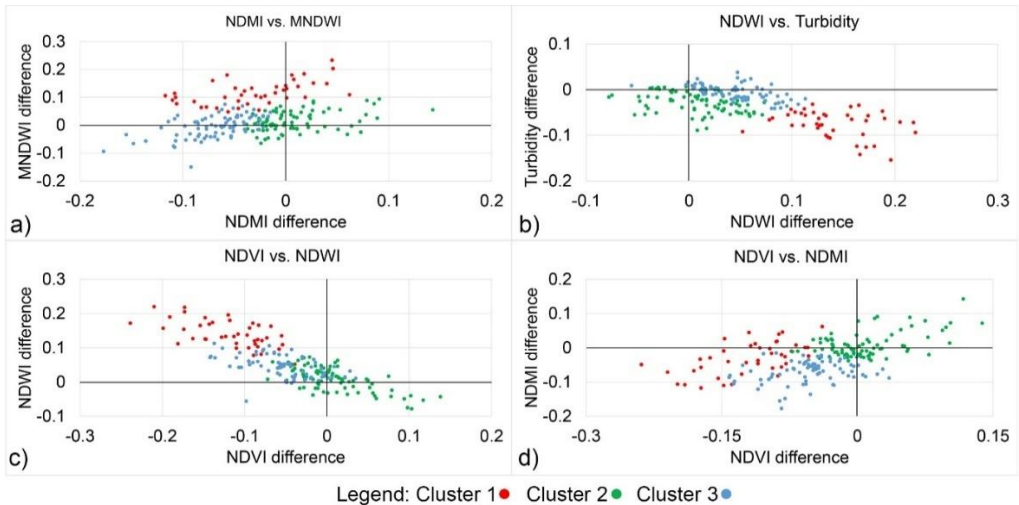 NDMI vs. MNDWI
MNDWI difference
0.3
0.2
0.1
0
-0.1
-0.2
-0.2
-0.1
0
0.1
0.2
NDMI difference
a)
NDWI vs. Turbidity
Turbidity difference
0.1
0
-0.1
-0.2
-0.1
0
0.1
0.2
0.3
NDWI difference
b)
NDVI vs. NDWI
NDWI difference
0.3
0.2
0.1
0
-0.1
-0.3
-0.2
-0.1
0
0.1
0.2
NDVI difference
c)
NDVI vs. NDMI
NDMI difference
0.2
0.1
0
-0.1
-0.2
-0.3
-0.15
0
0.15
NDVI difference
d)
Legend: Cluster 1 Cluster 2 Cluster 3